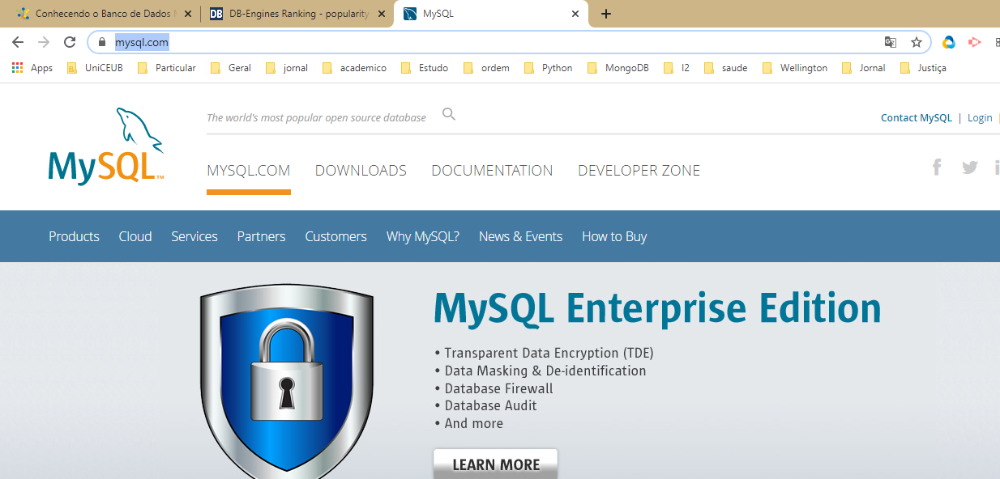 Conhecendo o Banco de Dados
DB DB-Engines Ranking - popularity
MySQL
mysql.com
Apps UniCEUB Particular Geral jornal academico Estudo ordem Python MongoDB I2 saude Wellington Jornal Justiça
The world's most popular open source database
Contact MySQL | Login
MySQL™
MYSQL.COM DOWNLOADS DOCUMENTATION DEVELOPER ZONE
Products Cloud Services Partners Customers Why MySQL? News & Events How to Buy
MySQL Enterprise Edition
• Transparent Data Encryption (TDE)
• Data Masking & De-identification
• Database Firewall
• Database Audit
• And more
LEARN MORE